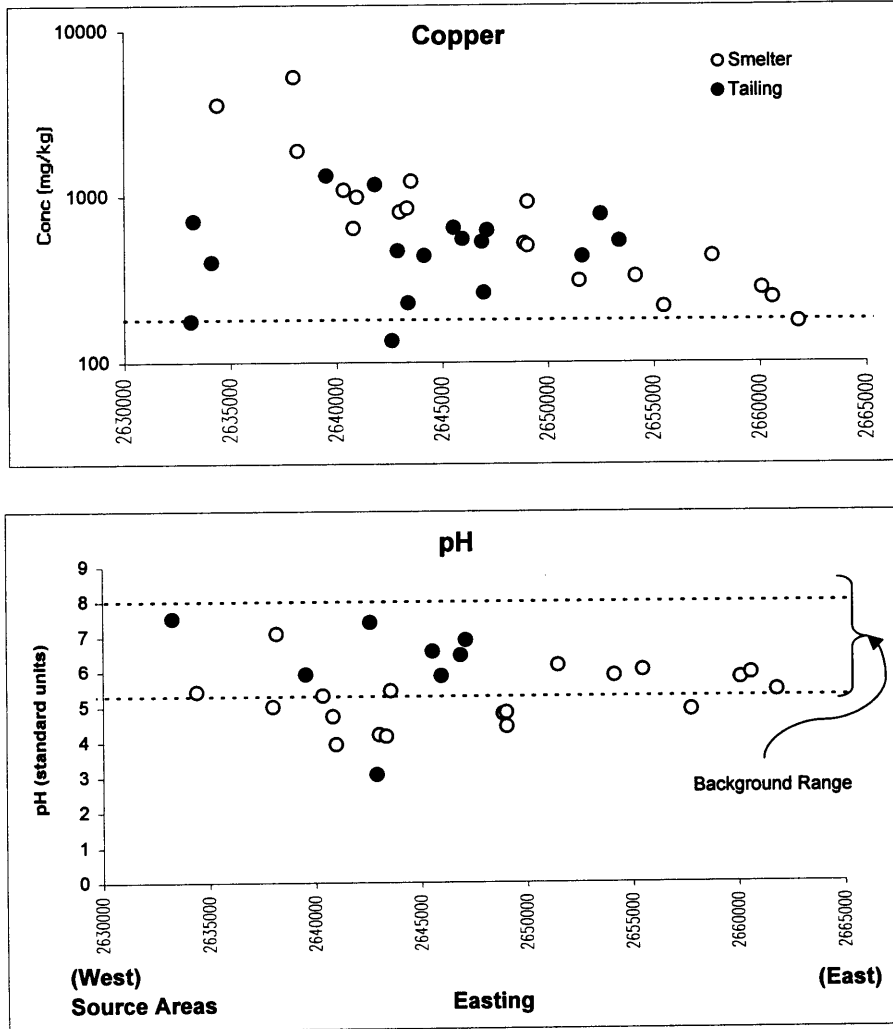 Copper
10000
1000
100
Conc (mg/kg)
Smelter
Tailing
2630000
2635000
2640000
2645000
2650000
2655000
2660000
2665000
pH
9
8
7
6
5
4
3
2
1
0
pH (standard units)
Background Range
2630000
2635000
2640000
2645000
2650000
2655000
2660000
2665000
(West)
(East)
Source Areas
Easting